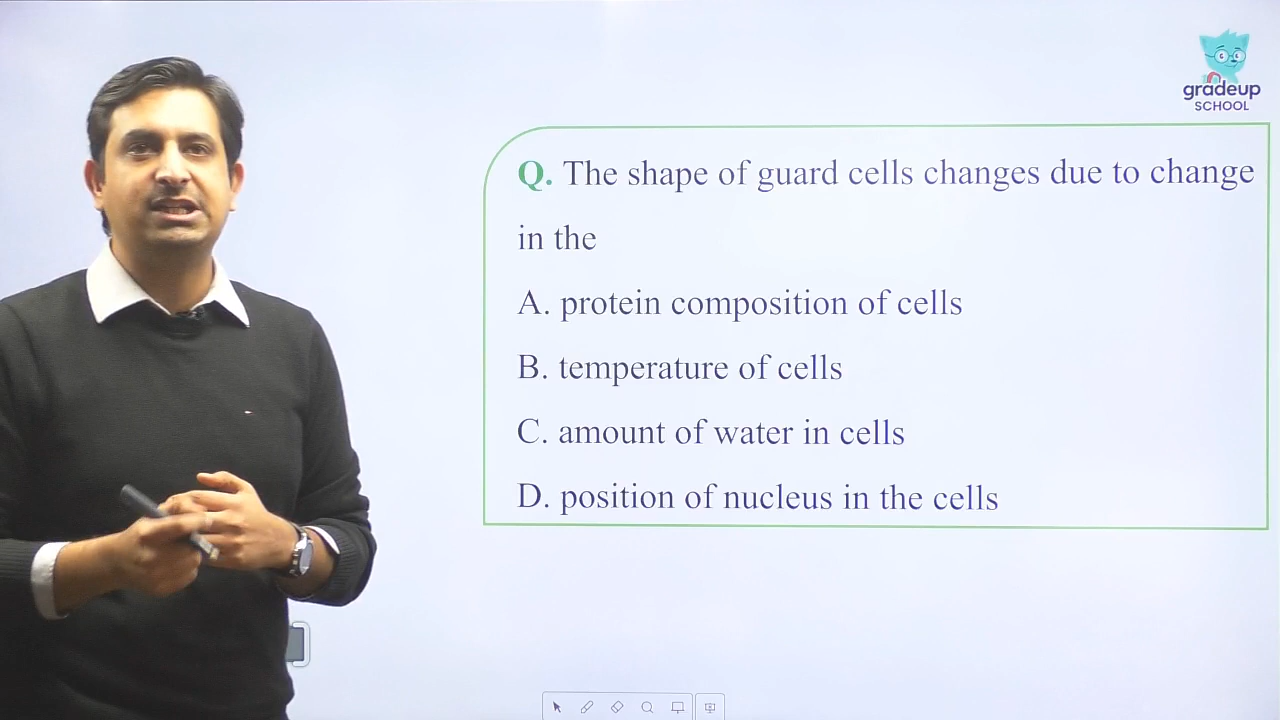 gradeup
SCHOOL
Q. The shape of guard cells changes due to change
in the
A. protein composition of cells
B. temperature of cells
C. amount of water in cells
D. position of nucleus in the cells